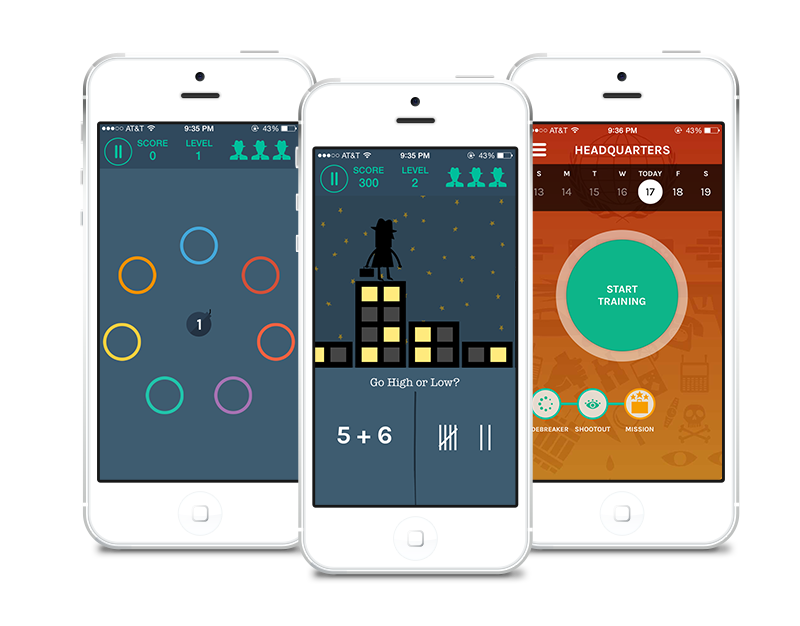 AT&T 9:35 PM 43%
SCORE LEVEL
0 1
1
AT&T 9:35 PM 43%
SCORE LEVEL
300 2
Go High or Low?
5 + 6
AT&T 9:36 PM 43%
HEADQUARTERS
S M T W TODAY F S
13 14 15 16 17 18 19
START
TRAINING
DEBREAKER SHOOTOUT MISSION